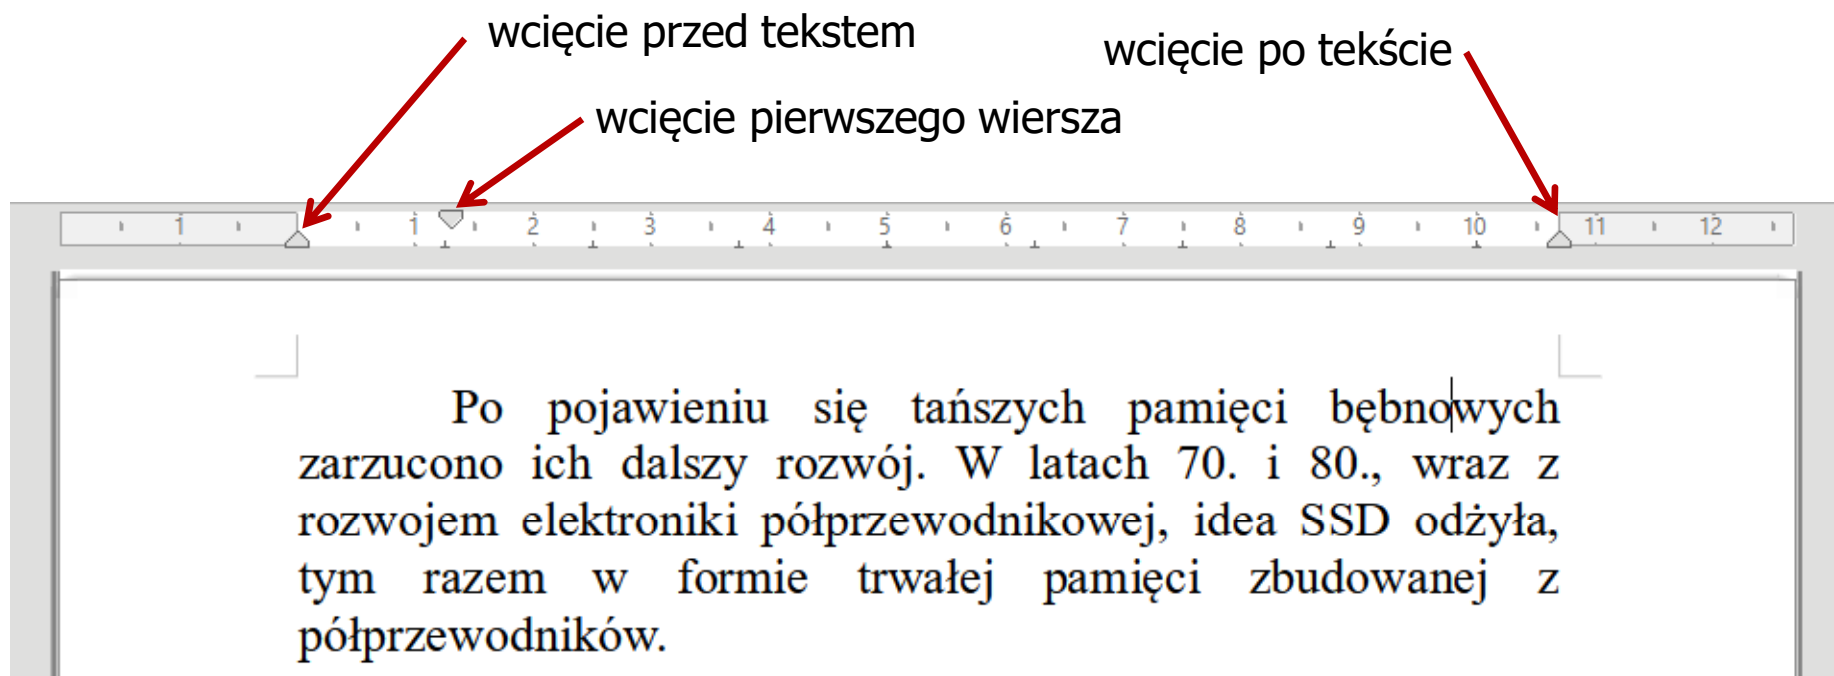 wcięcie przed tekstem
wcięcie po tekście
wcięcie pierwszego wiersza
1 1 2 3 4 5 6 7 8 9 10 11 12
Po pojawieniu się tańszych pamięci bębnowych
zarzucono ich dalszy rozwój. W latach 70. i 80., wraz z
rozwojem elektroniki półprzewodnikowej, idea SSD odżyła,
tym razem w formie trwałej pamięci zbudowanej z
półprzewodników.